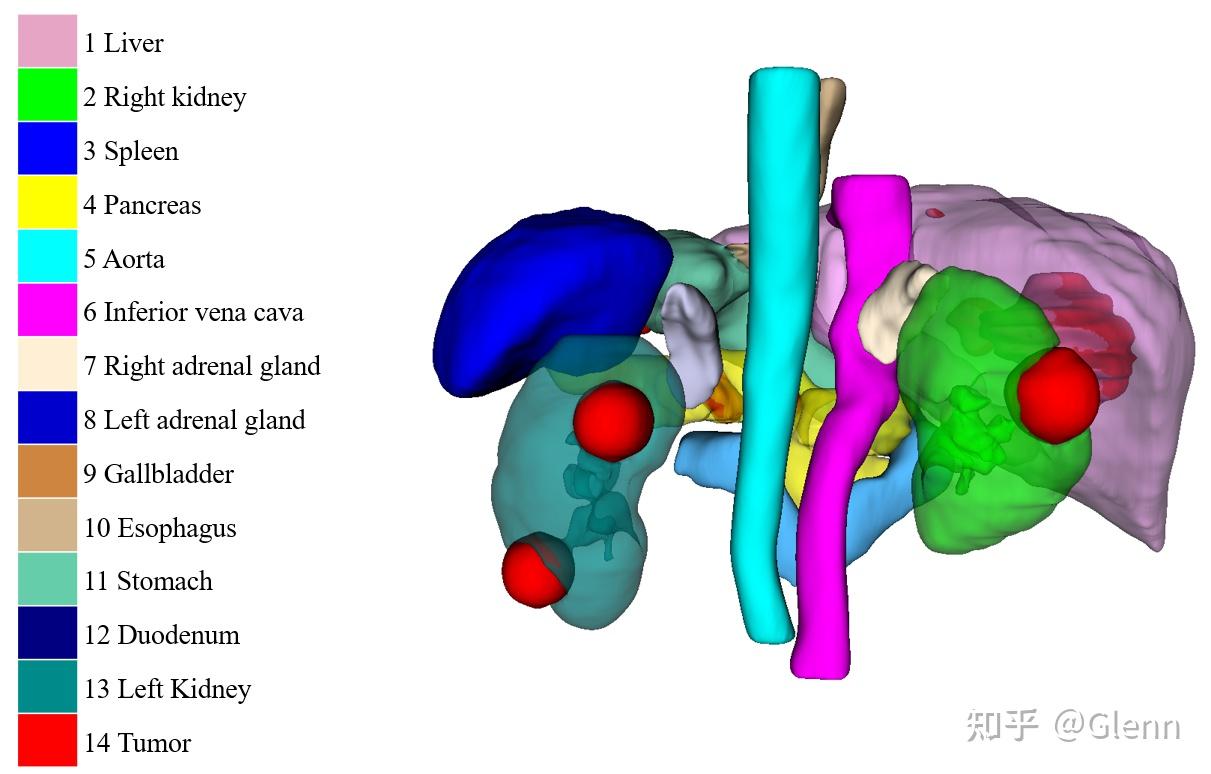 1 Liver
2 Right kidney
3 Spleen
4 Pancreas
5 Aorta
6 Inferior vena cava
7 Right adrenal gland
8 Left adrenal gland
9 Gallbladder
10 Esophagus
11 Stomach
12 Duodenum
13 Left Kidney
14 Tumor
知乎 @Glenn